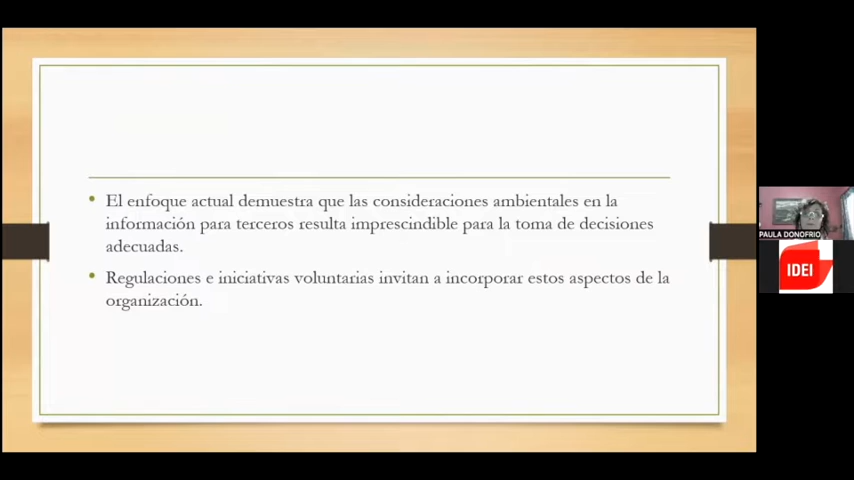 El enfoque actual demuestra que las consideraciones ambientales en la
información para terceros resulta imprescindible para la toma de decisiones
adecuadas.
Regulaciones e iniciativas voluntarias invitan a incorporar estos aspectos de la
organización.
PAULA DONOFRIO
IDEI